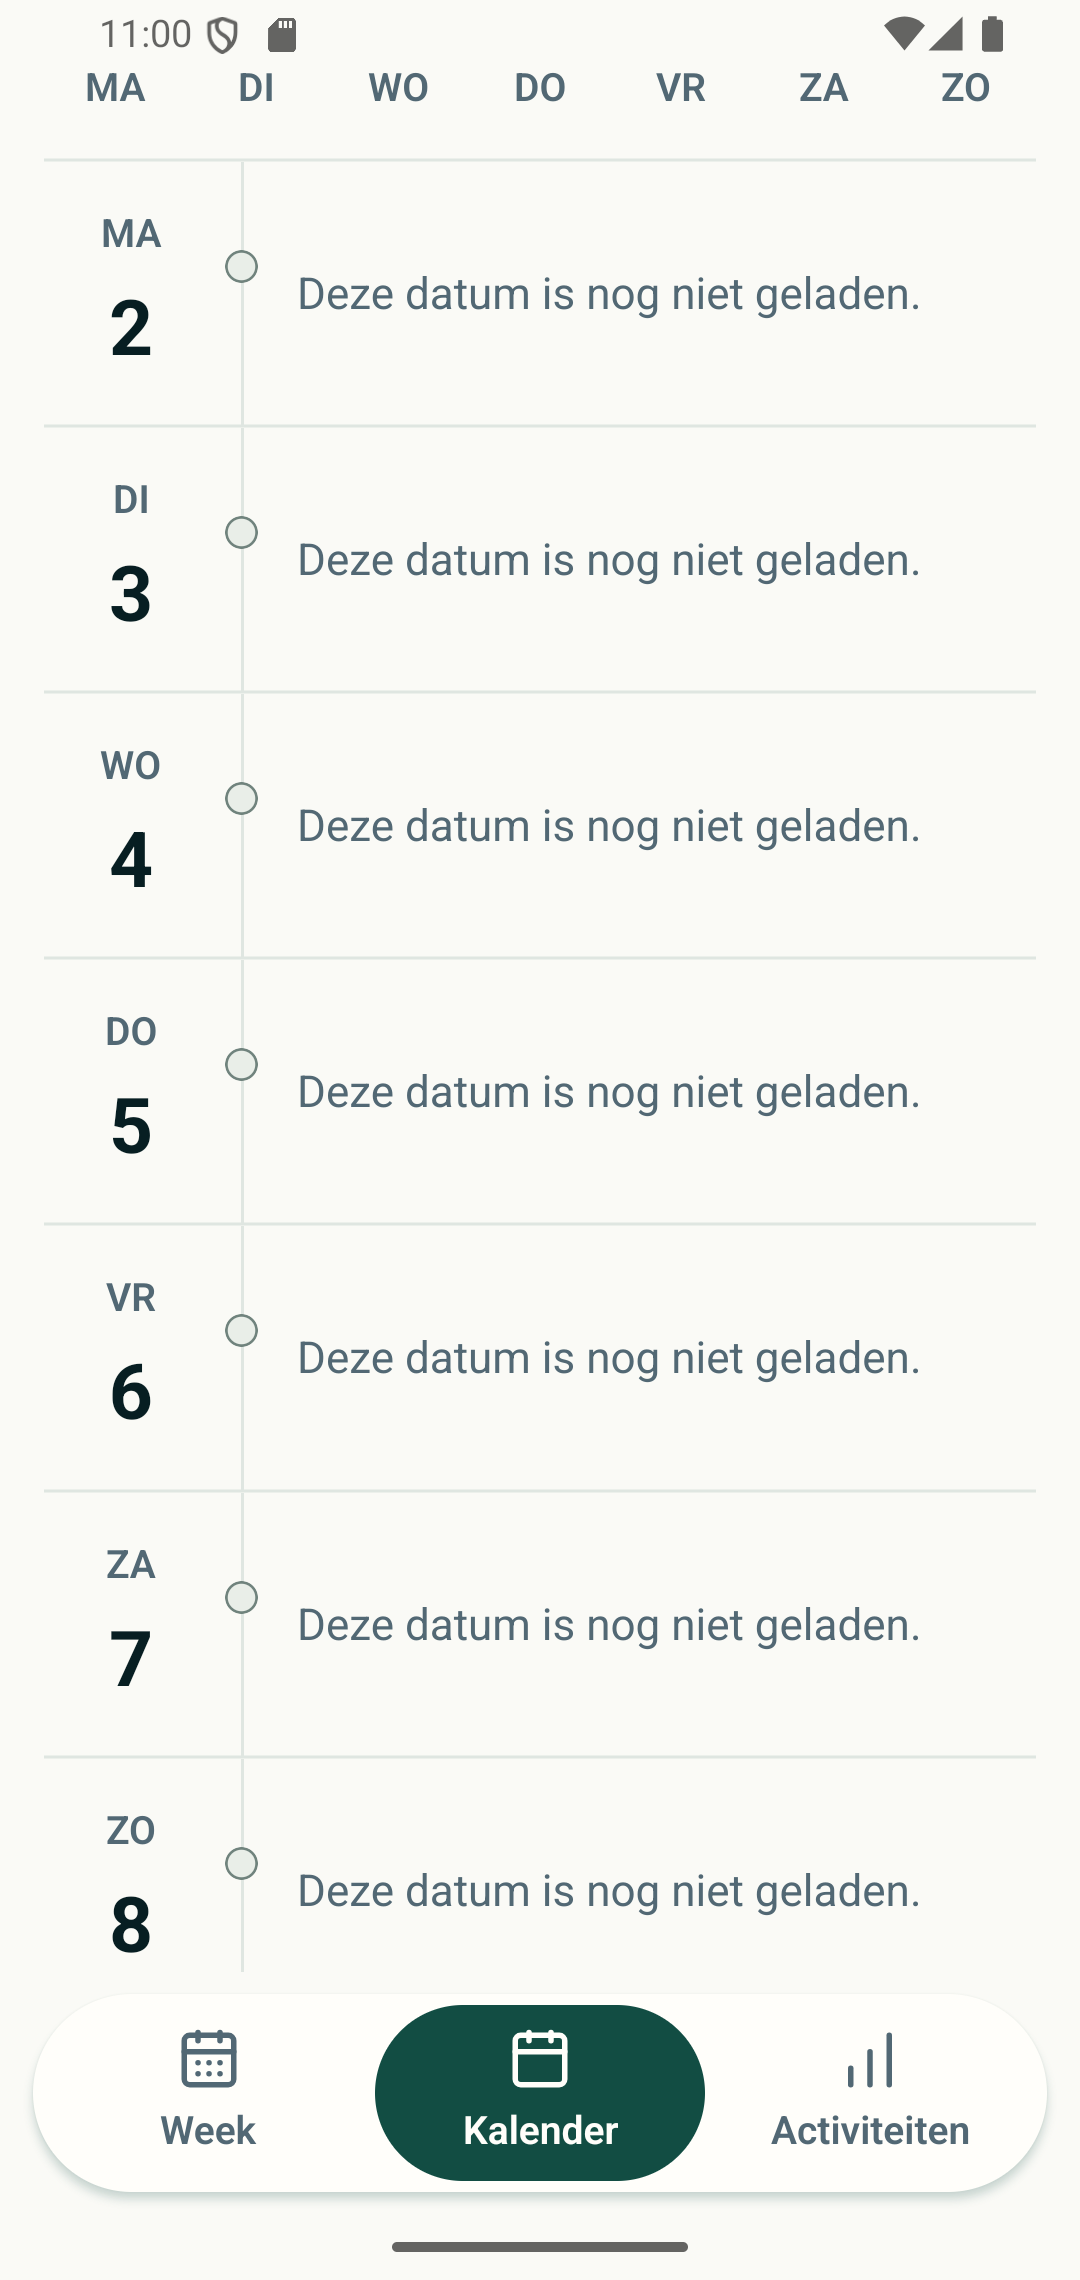 11:00
MA DI WO DO VR ZA ZO
MA
2
Deze datum is nog niet geladen.
DI
3
Deze datum is nog niet geladen.
WO
4
Deze datum is nog niet geladen.
DO
5
Deze datum is nog niet geladen.
VR
6
Deze datum is nog niet geladen.
ZA
7
Deze datum is nog niet geladen.
ZO
8
Deze datum is nog niet geladen.
Week Kalender Activiteiten